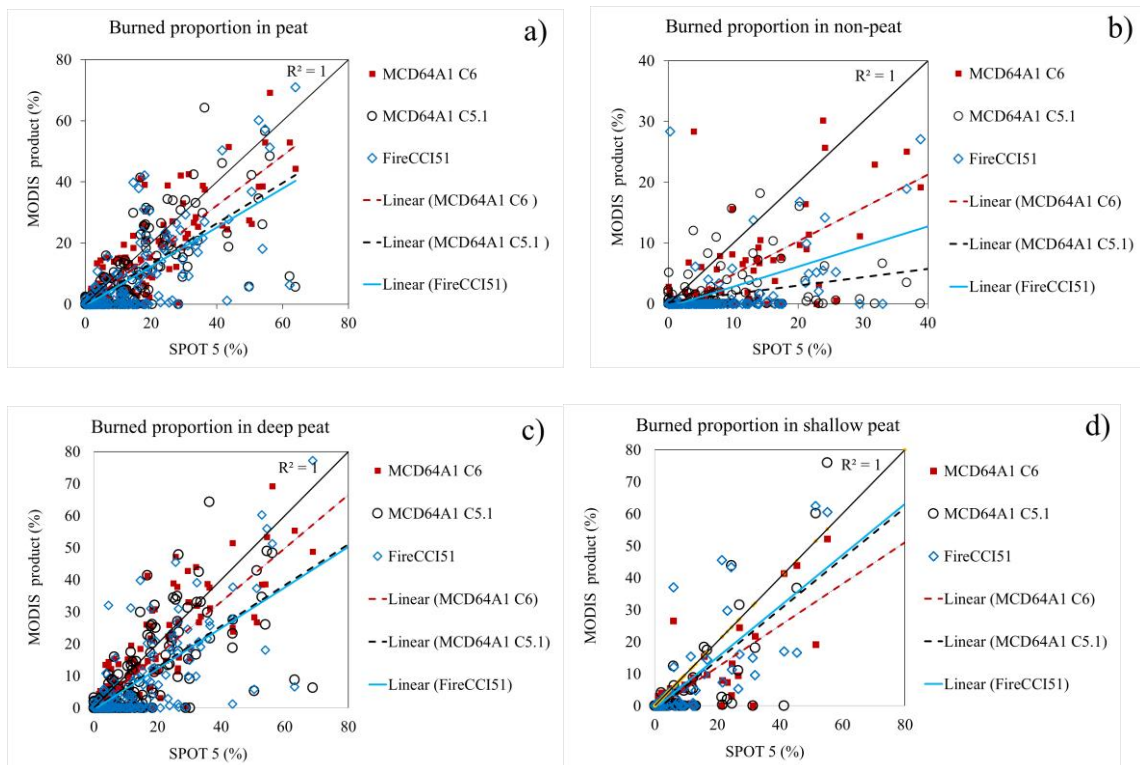 Burned proportion in peat
a)
80
60
40
20
0
0 20 40 60 80
R² = 1
MODIS product (%)
SPOT 5 (%)
MCD64A1 C6
MCD64A1 C5.1
FireCCI51
Linear (MCD64A1 C6 )
Linear (MCD64A1 C5.1 )
Linear (FireCCI51)
Burned proportion in non-peat
b)
40
30
20
10
0
0 10 20 30 40
R² = 1
MODIS product (%)
SPOT 5 (%)
MCD64A1 C6
MCD64A1 C5.1
FireCCI51
Linear (MCD64A1 C6)
Linear (MCD64A1 C5.1)
Linear (FireCCI51)
Burned proportion in deep peat
c)
80
70
60
50
40
30
20
10
0
0 20 40 60 80
R² = 1
MODIS product (%)
SPOT 5 (%)
MCD64A1 C6
MCD64A1 C5.1
FireCCI51
Linear (MCD64A1 C6)
Linear (MCD64A1 C5.1)
Linear (FireCCI51)
Burned proportion in shallow peat
d)
80
70
60
50
40
30
20
10
0
0 20 40 60 80
R² = 1
MODIS product (%)
SPOT 5 (%)
MCD64A1 C6
MCD64A1 C5.1
FireCCI51
Linear (MCD64A1 C6)
Linear (MCD64A1 C5.1)
Linear (FireCCI51)